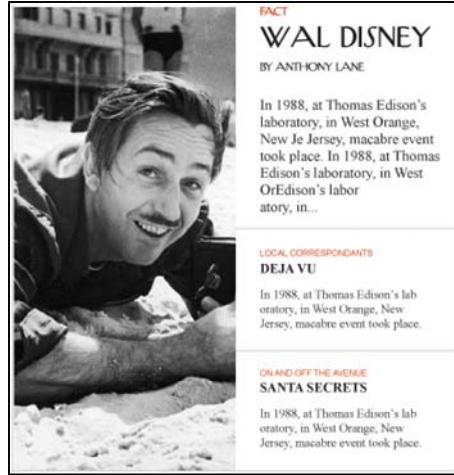 FACT
WAL DISNEY
BY ANTHONY LANE
In 1988, at Thomas Edison's
laboratory, in West Orange,
New Je Jersey, macabre event
took place. In 1988, at Thomas
Edison's laboratory, in West
OrEdison's labor
atory, in...
LOCAL CORRESPONDANTS
DEJA VU
In 1988, at Thomas Edison's lab
oratory, in West Orange, New
Jersey, macabre event took place.
ON AND OFF THE AVENUE
SANTA SECRETS
In 1988, at Thomas Edison's lab
oratory, in West Orange, New
Jersey, macabre event took place.